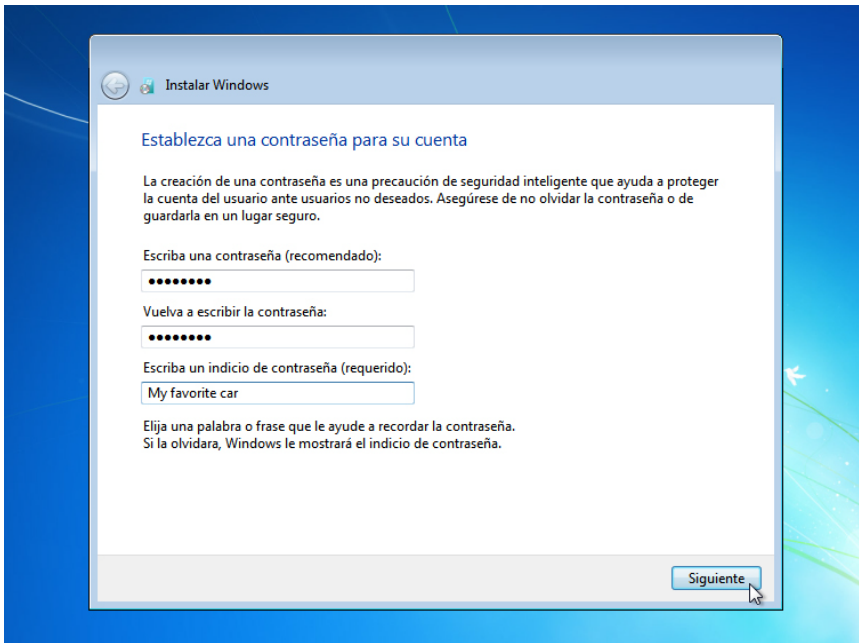 Instalar Windows
Establezca una contraseña para su cuenta
La creación de una contraseña es una precaución de seguridad inteligente que ayuda a proteger
la cuenta del usuario ante usuarios no deseados. Asegúrese de no olvidar la contraseña o de
guardarla en un lugar seguro.
Escriba una contraseña (recomendado):
••••••••
Vuelva a escribir la contraseña:
••••••••
Escriba un indicio de contraseña (requerido):
My favorite car
Elija una palabra o frase que le ayude a recordar la contraseña.
Si la olvidara, Windows le mostrará el indicio de contraseña.
Siguiente